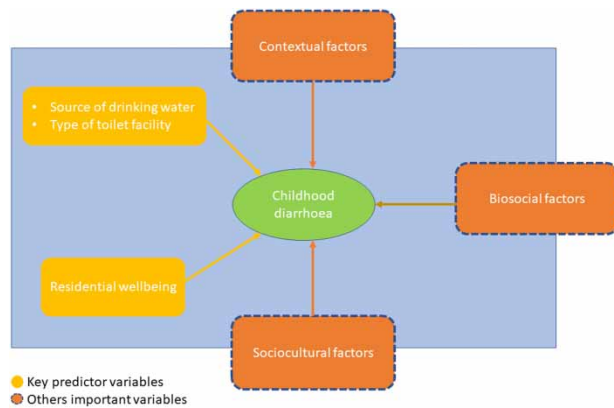 Contextual factors
• Source of drinking water
• Type of toilet facility
Childhood
diarrhoea
Biosocial factors
Residential wellbeing
Sociocultural factors
Key predictor variables
Others important variables